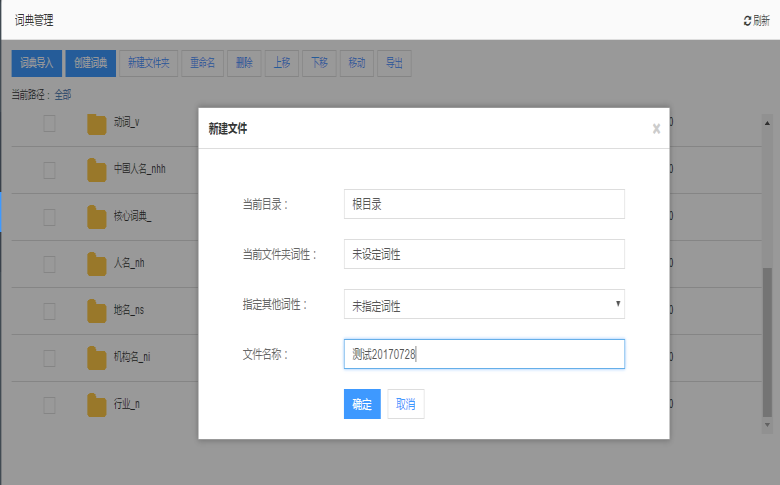 词典管理 刷新
词典导入 创建词典 新建文件夹 重命名 删除 上移 下移 移动 导出
当前路径： 全部
动词_v
中国人名_nhh
核心词典_
人名_nh
地名_ns
机构名_ni
行业_n
新建文件 x
当前目录： 根目录
当前文件夹词性： 未设定词性
指定其他词性： 未指定词性
文件名称： 测试20170728
确定 取消